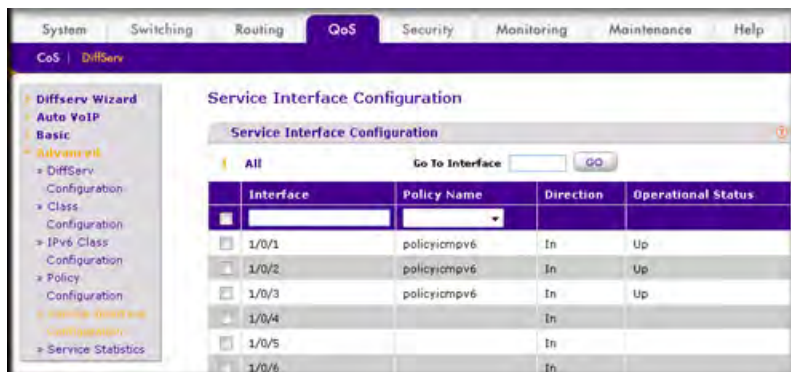 System Switching Routing QoS Security Monitoring Maintenance Help
CoS | DiffServ
Diffserv Wizard
Auto VoIP
Basic
Advanced
» DiffServ
Configuration
» Class
Configuration
» IPv6 Class
Configuration
» Policy
Configuration
» Service Interface
Configuration
» Service Statistics
Service Interface Configuration
Service Interface Configuration
All Go To Interface GO
Interface Policy Name Direction Operational Status
1/0/1 policyicmpv6 In Up
1/0/2 policyicmpv6 In Up
1/0/3 policyicmpv6 In Up
1/0/4 In
1/0/5 In
1/0/6 In